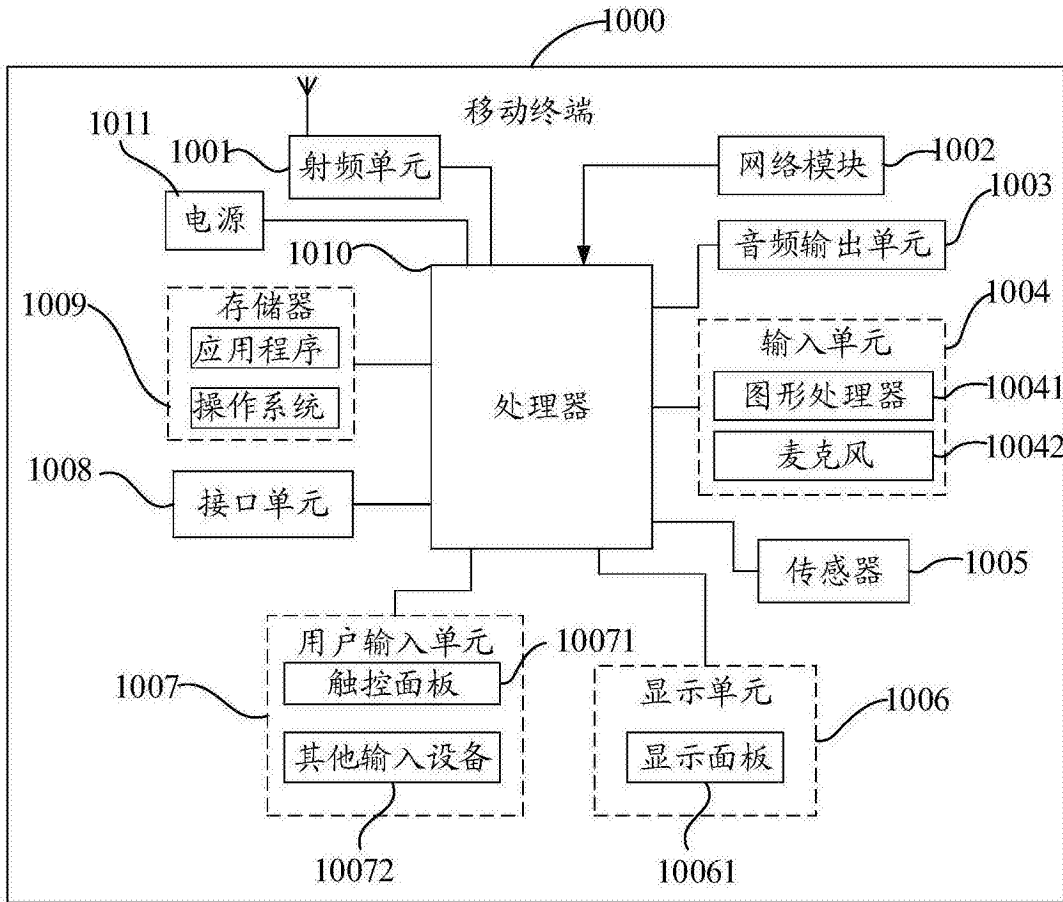 1000
移动终端
1011
1001
射频单元
网络模块
1002
电源
1003
音频输出单元
1010
1009
存储器
应用程序
操作系统
处理器
1004
输入单元
图形处理器
10041
麦克风
10042
1008
接口单元
传感器
1005
用户输入单元
10071
触控面板
1007
其他输入设备
10072
显示单元
1006
显示面板
10061